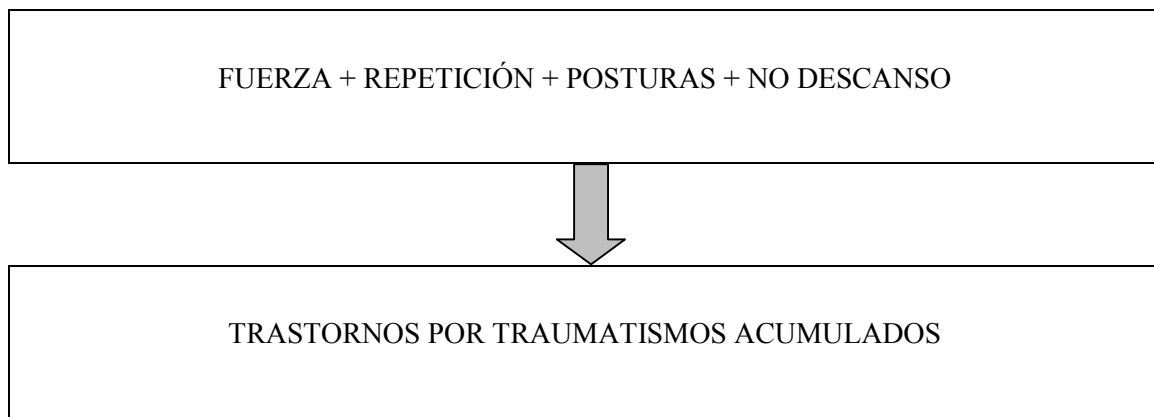 FUERZA + REPETICIÓN + POSTURAS + NO DESCANSO
TRASTORNOS POR TRAUMATISMOS ACUMULADOS